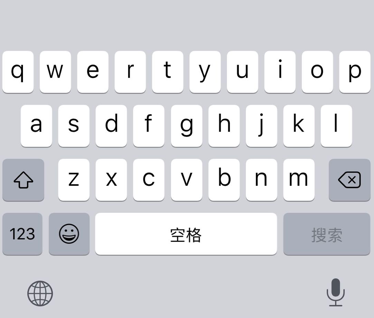 q w e r t y u i o p
a s d f g h j k l
z x c v b n m
123 空格 搜索